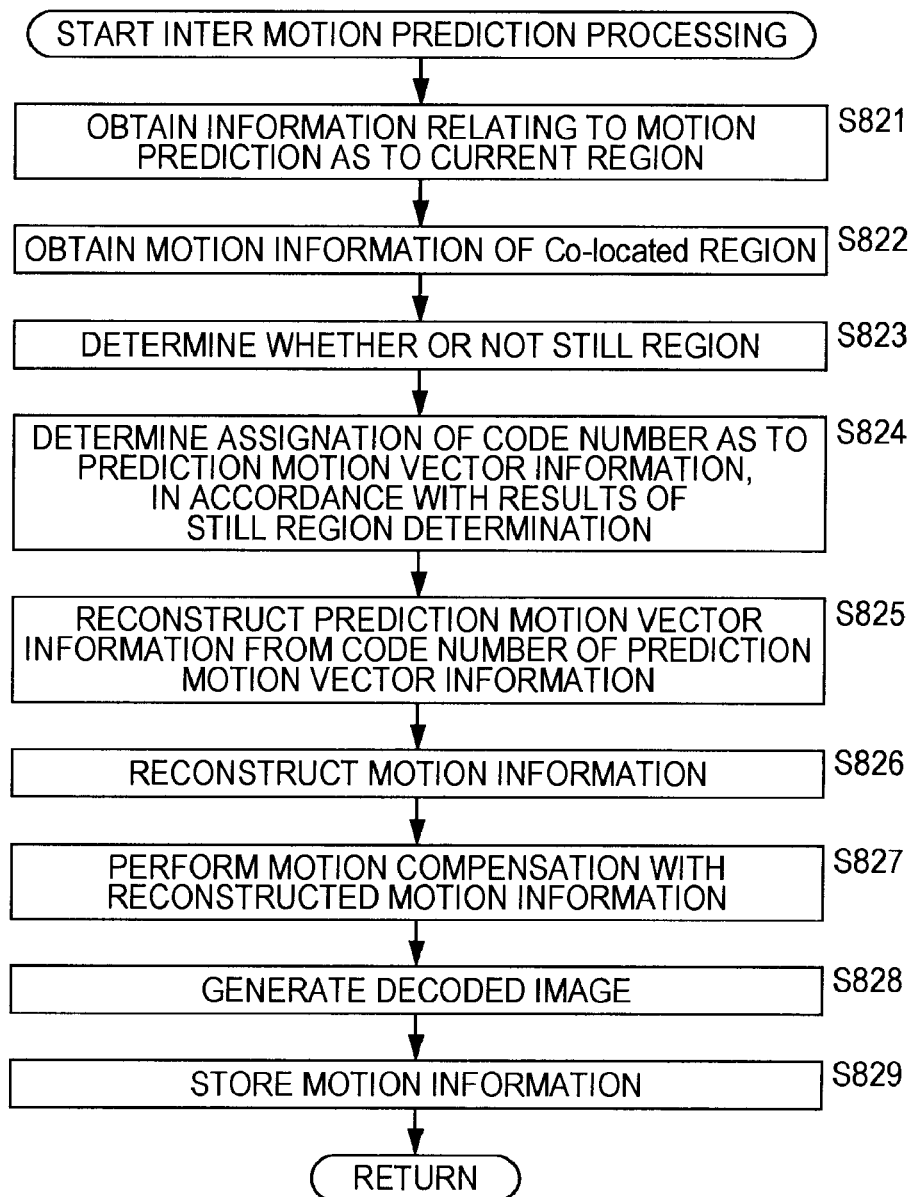 START INTER MOTION PREDICTION PROCESSING
OBTAIN INFORMATION RELATING TO MOTION
PREDICTION AS TO CURRENT REGION
S821
OBTAIN MOTION INFORMATION OF Co-located REGION
S822
DETERMINE WHETHER OR NOT STILL REGION
S823
DETERMINE ASSIGNATION OF CODE NUMBER AS TO
PREDICTION MOTION VECTOR INFORMATION,
IN ACCORDANCE WITH RESULTS OF
STILL REGION DETERMINATION
S824
RECONSTRUCT PREDICTION MOTION VECTOR
INFORMATION FROM CODE NUMBER OF PREDICTION
MOTION VECTOR INFORMATION
S825
RECONSTRUCT MOTION INFORMATION
S826
PERFORM MOTION COMPENSATION WITH
RECONSTRUCTED MOTION INFORMATION
S827
GENERATE DECODED IMAGE
S828
STORE MOTION INFORMATION
S829
RETURN